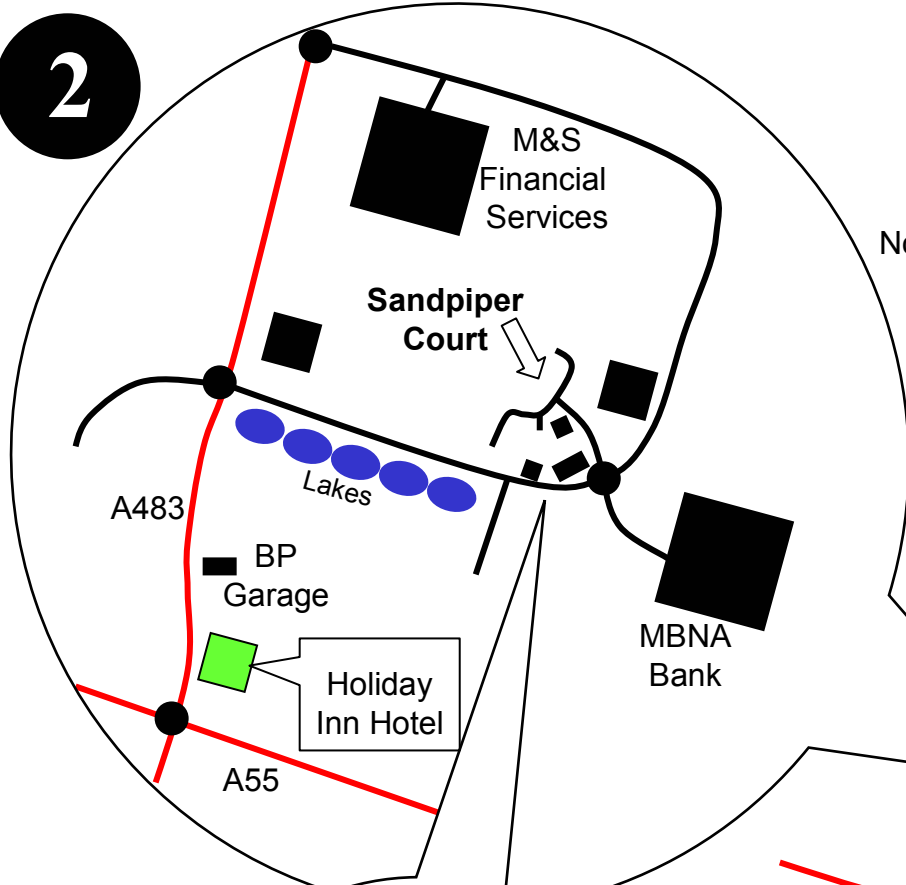 2
M&S
Financial
Services
Sandpiper
Court
Lakes
A483
BP
Garage
Holiday
Inn Hotel
MBNA
Bank
A55